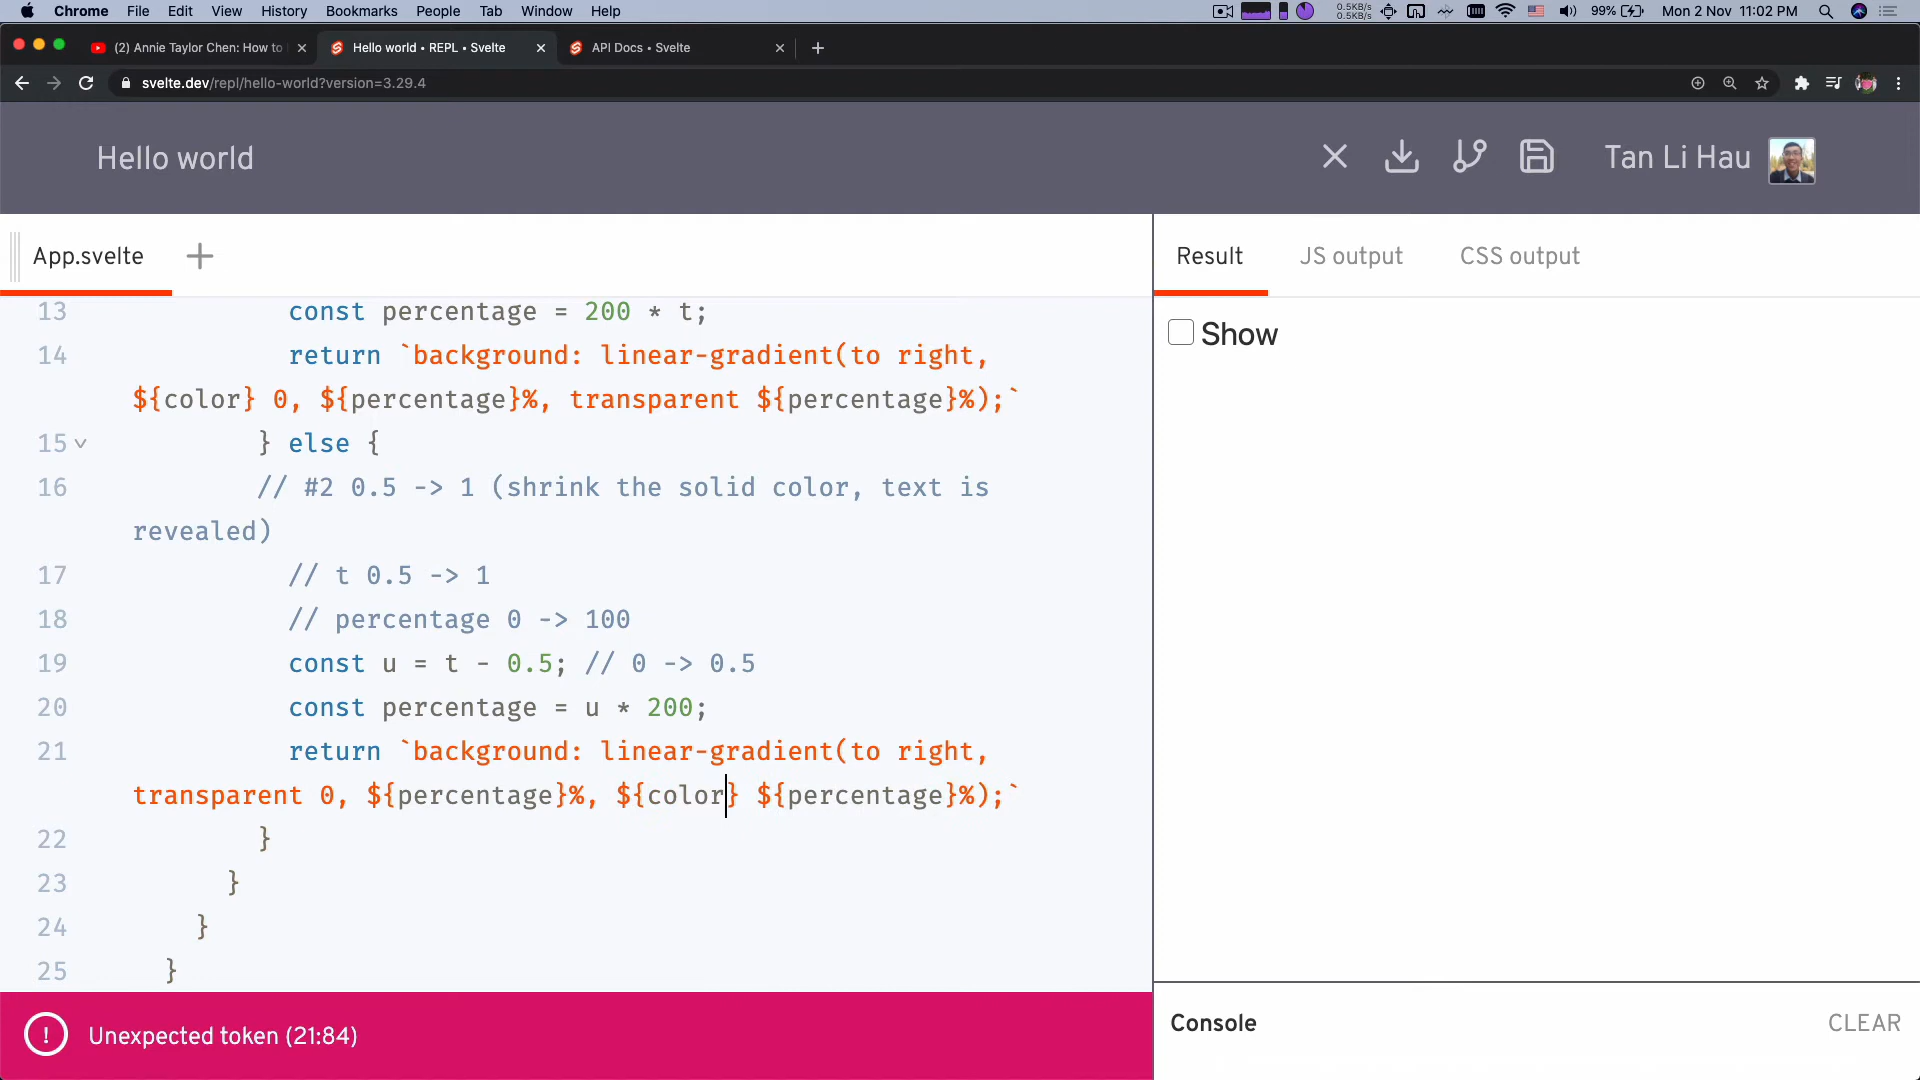 Chrome File Edit View History Bookmarks People Tab Window Help 0.5KB/s 0.5KB/s 99% Mon 2 Nov 11:02 PM
(2) Annie Taylor Chen: How to Hello world • REPL • Svelte API Docs • Svelte
svelte.dev/repl/hello-world?version=3.29.4
Hello world Tan Li Hau
App.svelte Result JS output CSS output
13 const percentage = 200 * t;
14 return `background: linear-gradient(to right,
${color} 0, ${percentage}%, transparent ${percentage}%);`
15 } else {
16 // #2 0.5 -> 1 (shrink the solid color, text is
revealed)
17 // t 0.5 -> 1
18 // percentage 0 -> 100
19 const u = t - 0.5; // 0 -> 0.5
20 const percentage = u * 200;
21 return `background: linear-gradient(to right,
transparent 0, ${percentage}%, ${color} ${percentage}%);`
22 }
23 }
24 }
25 }
Unexpected token (21:84)
Show
Console CLEAR